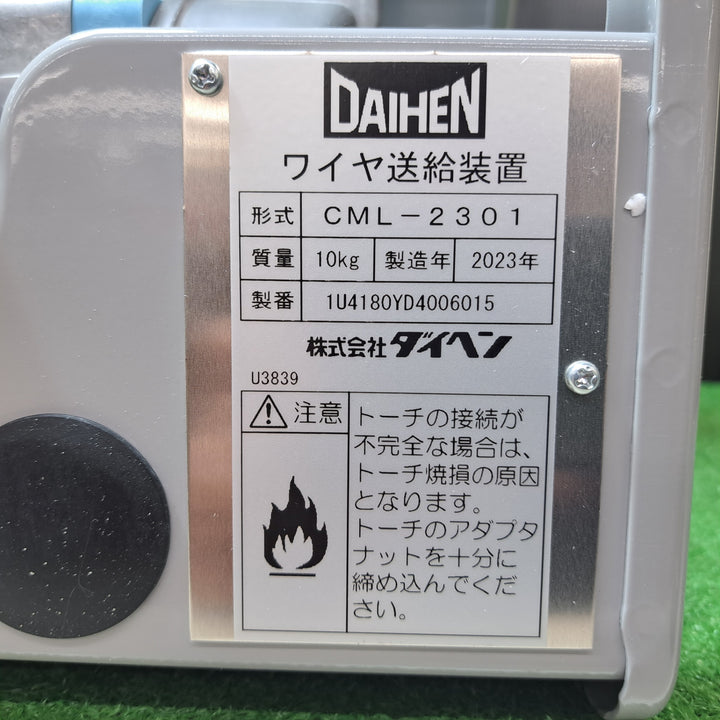 DAIHEN
ワイヤ送給装置
形式 CML－2301
質量 10kg 製造年 2023年
製番 1U4180YD4006015
株式会社ダイヘン
U3839
注意
トーチの接続が
不完全な場合は、
トーチ焼損の原因
となります。
トーチのアダプタ
ナットを十分に
締め込んでくだ
さい。